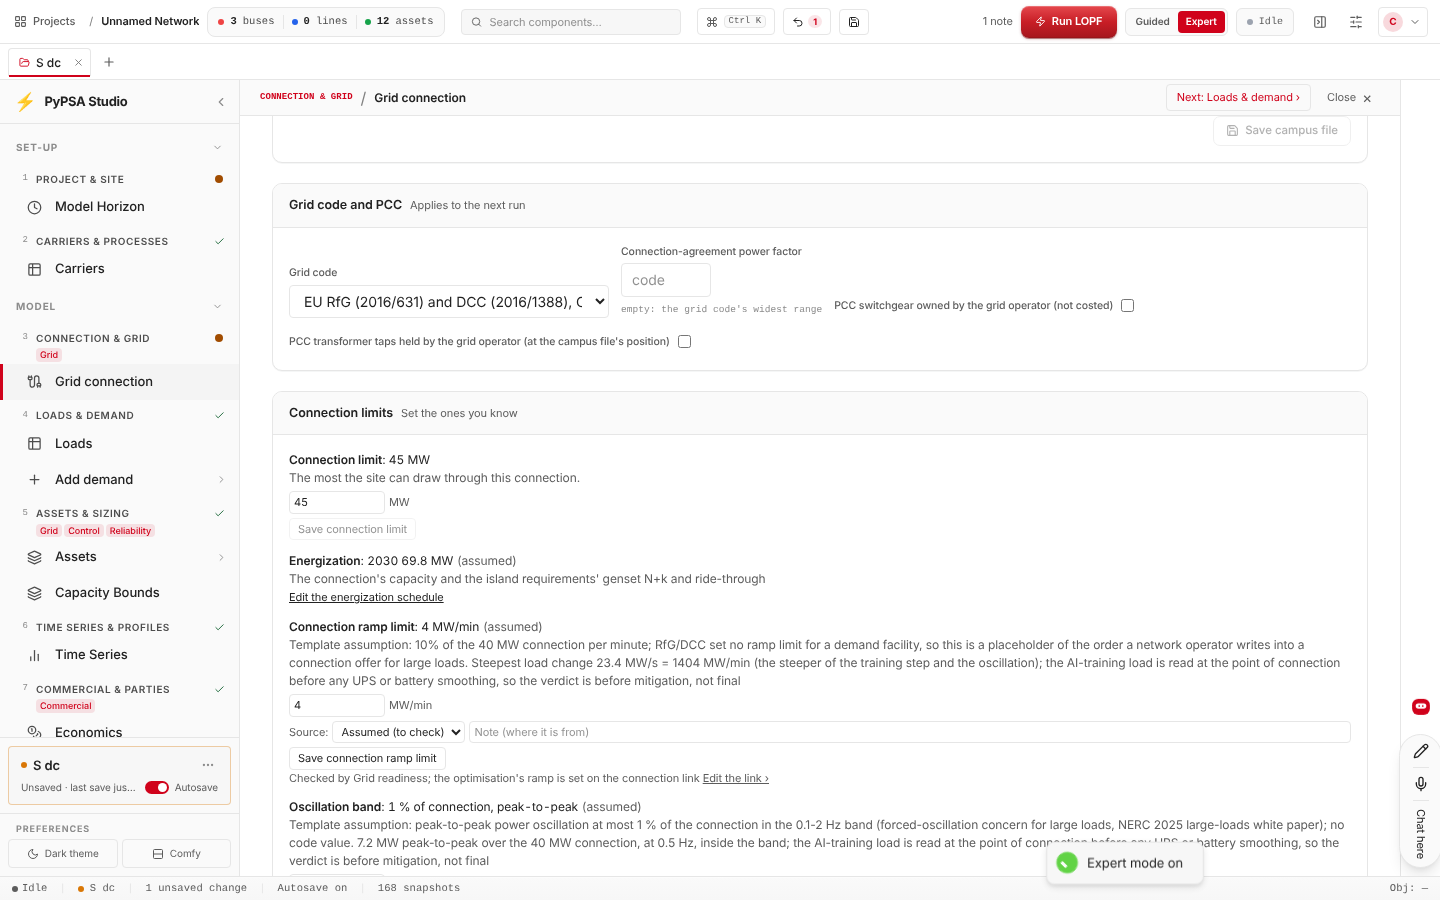 Projects / Unnamed Network 3 buses 0 lines 12 assets Search components... ⌘ Ctrl K 1 1 note Run LOPF Guided Expert Idle C
S dc
PyPSA Studio
CONNECTION & GRID / Grid connection Next: Loads & demand › Close ×
Save campus file
SET-UP
1 PROJECT & SITE
Model Horizon
2 CARRIERS & PROCESSES
Carriers
MODEL
3 CONNECTION & GRID
Grid
Grid connection
4 LOADS & DEMAND
Loads
Add demand
5 ASSETS & SIZING
Grid Control Reliability
Assets
Capacity Bounds
6 TIME SERIES & PROFILES
Time Series
7 COMMERCIAL & PARTIES
Commercial
Economics
S dc
Unsaved · last save jus... Autosave
PREFERENCES
Dark theme Comfy
Grid code and PCC Applies to the next run
Connection-agreement power factor
Grid code
code
EU RfG (2016/631) and DCC (2016/1388), C
empty: the grid code's widest range PCC switchgear owned by the grid operator (not costed)
PCC transformer taps held by the grid operator (at the campus file's position)
Connection limits Set the ones you know
Connection limit: 45 MW
The most the site can draw through this connection.
45 MW
Save connection limit
Energization: 2030 69.8 MW (assumed)
The connection's capacity and the island requirements' genset N+k and ride-through
Edit the energization schedule
Connection ramp limit: 4 MW/min (assumed)
Template assumption: 10% of the 40 MW connection per minute; RfG/DCC set no ramp limit for a demand facility, so this is a placeholder of the order a network operator writes into a
connection offer for large loads. Steepest load change 23.4 MW/s = 1404 MW/min (the steeper of the training step and the oscillation); the AI-training load is read at the point of connection
before any UPS or battery smoothing, so the verdict is before mitigation, not final
4 MW/min
Source: Assumed (to check) Note (where it is from)
Save connection ramp limit
Checked by Grid readiness; the optimisation's ramp is set on the connection link Edit the link ›
Oscillation band: 1 % of connection, peak-to-peak (assumed)
Template assumption: peak-to-peak power oscillation at most 1 % of the connection in the 0.1-2 Hz band (forced-oscillation concern for large loads, NERC 2025 large-loads white paper); no
code value. 7.2 MW peak-to-peak over the 40 MW connection, at 0.5 Hz, inside the band; the AI-training load is read at the point of connection before any UPS or battery smoothing, so the
verdict is before mitigation, not final
Expert mode on
Chat here
Idle S dc 1 unsaved change Autosave on 168 snapshots Obj: —